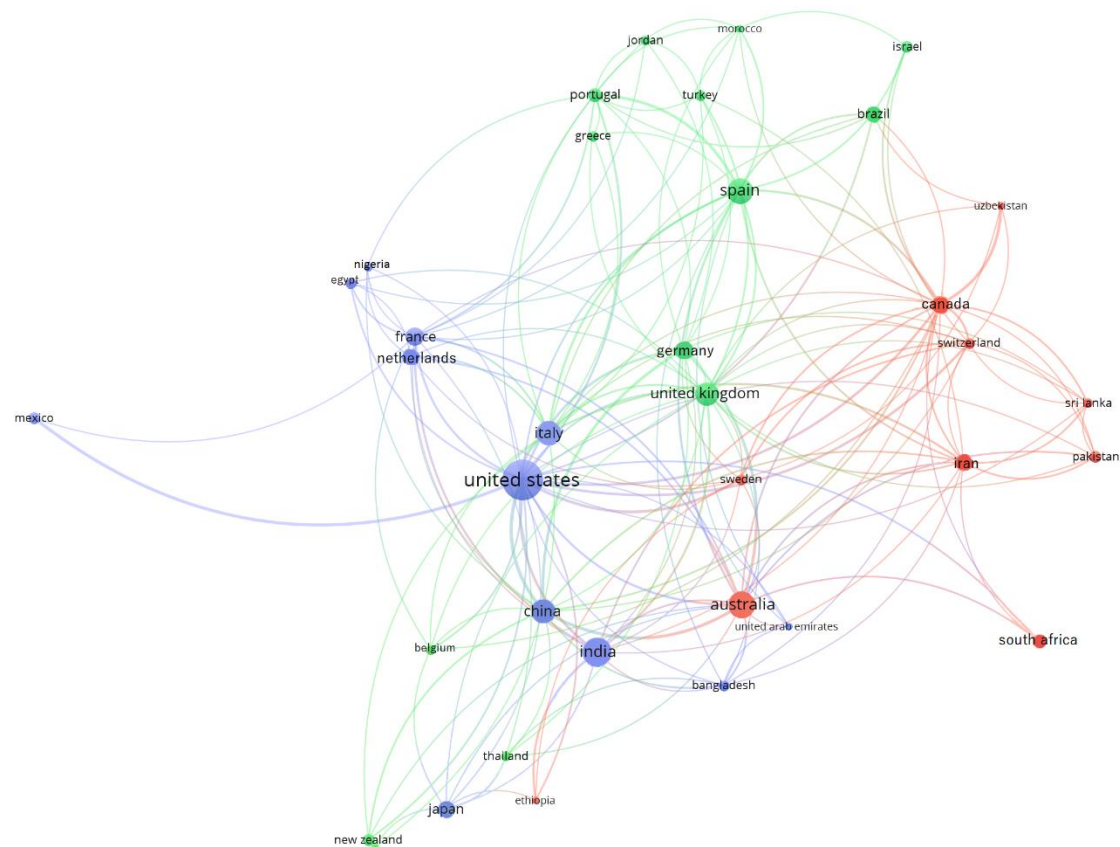 morocco
jordan
israel
portugal
turkey
brazil
greece
spain
uzbekistan
nigeria
egypt
canada
france
switzerland
germany
netherlands
united kingdom
sri lanka
mexico
italy
pakistan
iran
united states
sweden
australia
china
united arab emirates
south africa
belgium
india
bangladesh
thailand
ethiopia
japan
new zealand